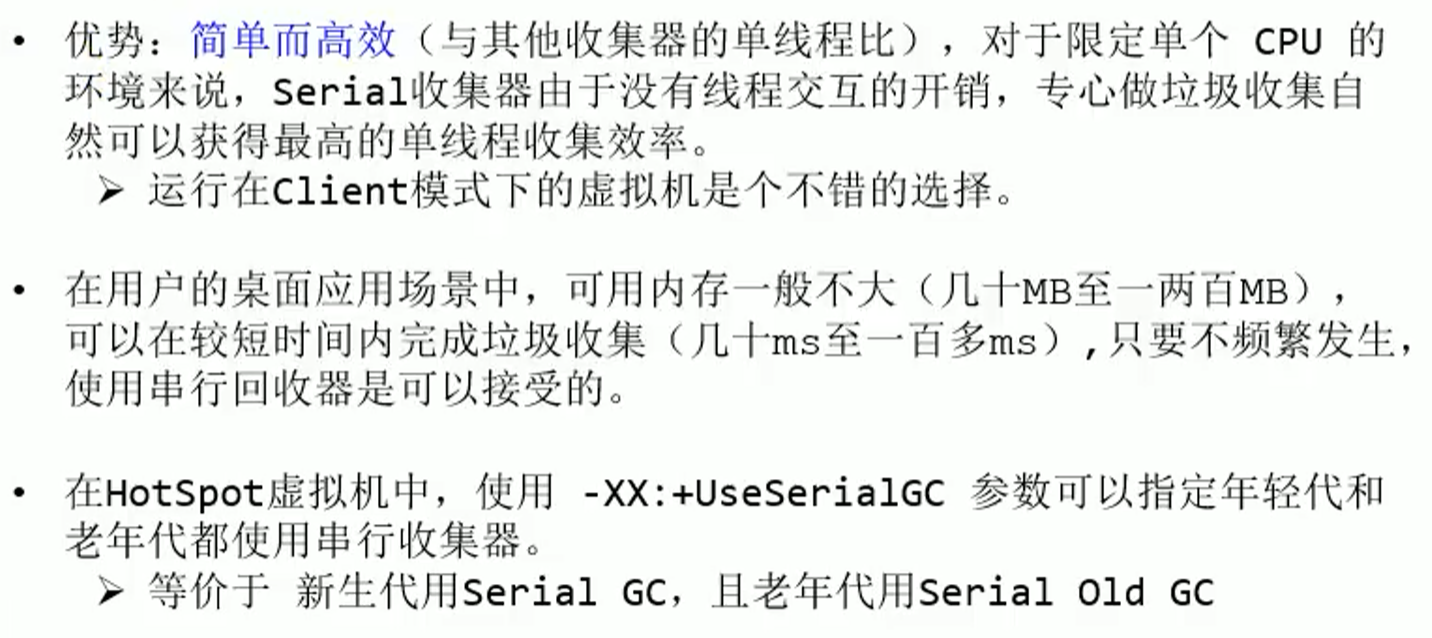 • 优势：简单而高效（与其他收集器的单线程比），对于限定单个 CPU 的
环境来说，Serial收集器由于没有线程交互的开销，专心做垃圾收集自
然可以获得最高的单线程收集效率。
➢ 运行在Client模式下的虚拟机是个不错的选择。
• 在用户的桌面应用场景中，可用内存一般不大（几十MB至一两百MB），
可以在较短时间内完成垃圾收集（几十ms至一百多ms）,只要不频繁发生，
使用串行回收器是可以接受的。
• 在HotSpot虚拟机中，使用 -XX:+UseSerialGC 参数可以指定年轻代和
老年代都使用串行收集器。
➢ 等价于 新生代用Serial GC，且老年代用Serial Old GC